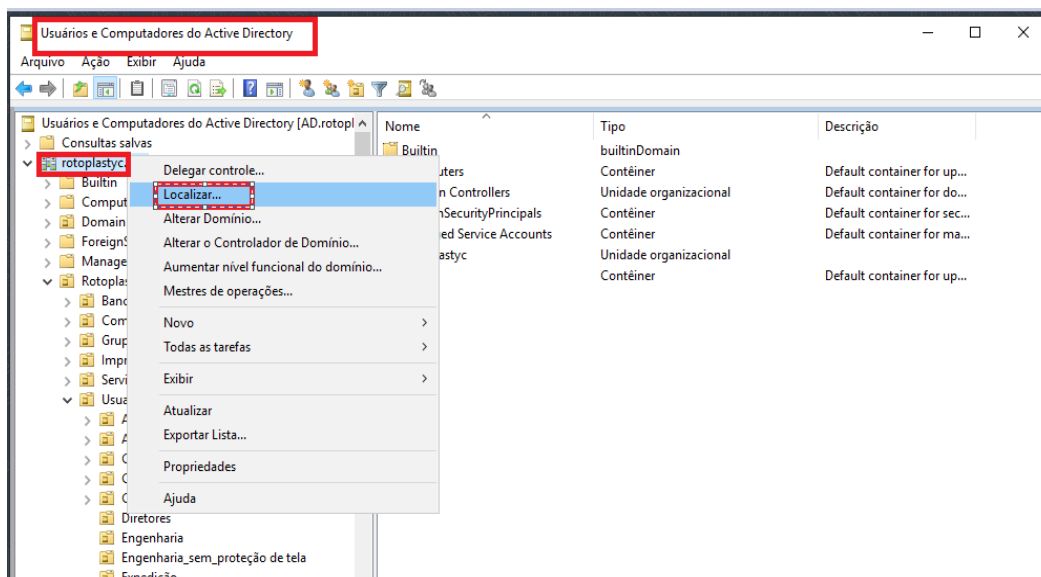 Usuários e Computadores do Active Directory
Arquivo Ação Exibir Ajuda
Usuários e Computadores do Active Directory [AD.rotopl
Consultas salvas
rotoplastyc.
Builtin
Comput
Domain
ForeignS
Manage
Rotoplas
Banc
Com
Grup
Impr
Servi
Usua
A
A
C
C
C
Diretores
Engenharia
Engenharia_sem_proteção de tela
Expedição
Delegar controle...
Localizar...
Alterar Domínio...
Alterar o Controlador de Domínio...
Aumentar nível funcional do domínio...
Mestres de operações...
Novo
Todas as tarefas
Exibir
Atualizar
Exportar Lista...
Propriedades
Ajuda
Nome Tipo Descrição
Builtin builtinDomain
uters Contêiner Default container for up...
n Controllers Unidade organizacional Default container for do...
nSecurityPrincipals Contêiner Default container for sec...
ed Service Accounts Contêiner Default container for ma...
astyc Unidade organizacional
Contêiner Default container for up...